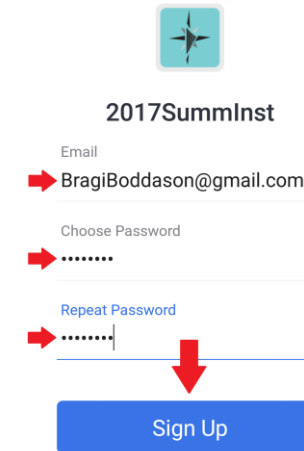 2017SummInst
Email
BragiBoddason@gmail.com
Choose Password
••••••••
Repeat Password
••••••••
Sign Up